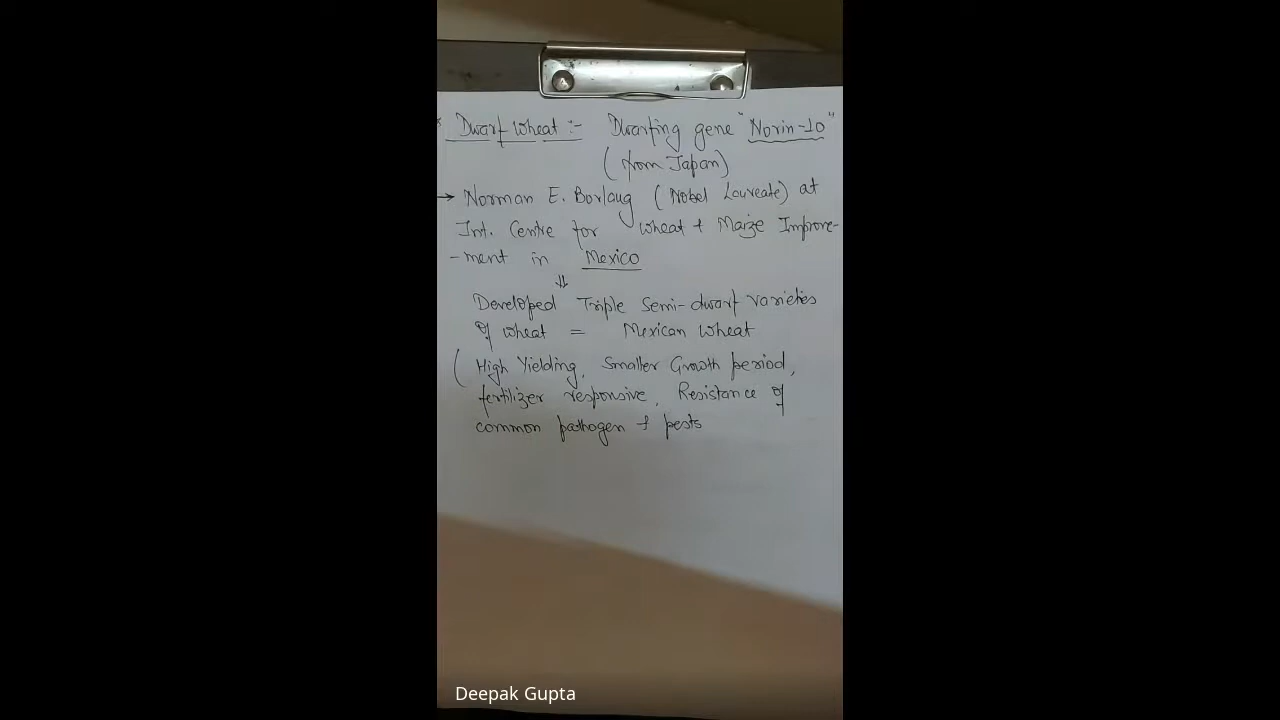 * Dwarf Wheat :- Dwarfing gene "Norin-10"
(from Japan)
→ Norman E. Borlaug (Nobel Laureate) at
Int. Centre for Wheat + Maize Improve-
-ment in Mexico
⇓
Developed Triple Semi-dwarf varieties
of wheat = Mexican Wheat
( High Yielding, Smaller Growth period,
fertilizer responsive, Resistance of
common pathogen + pests
Deepak Gupta